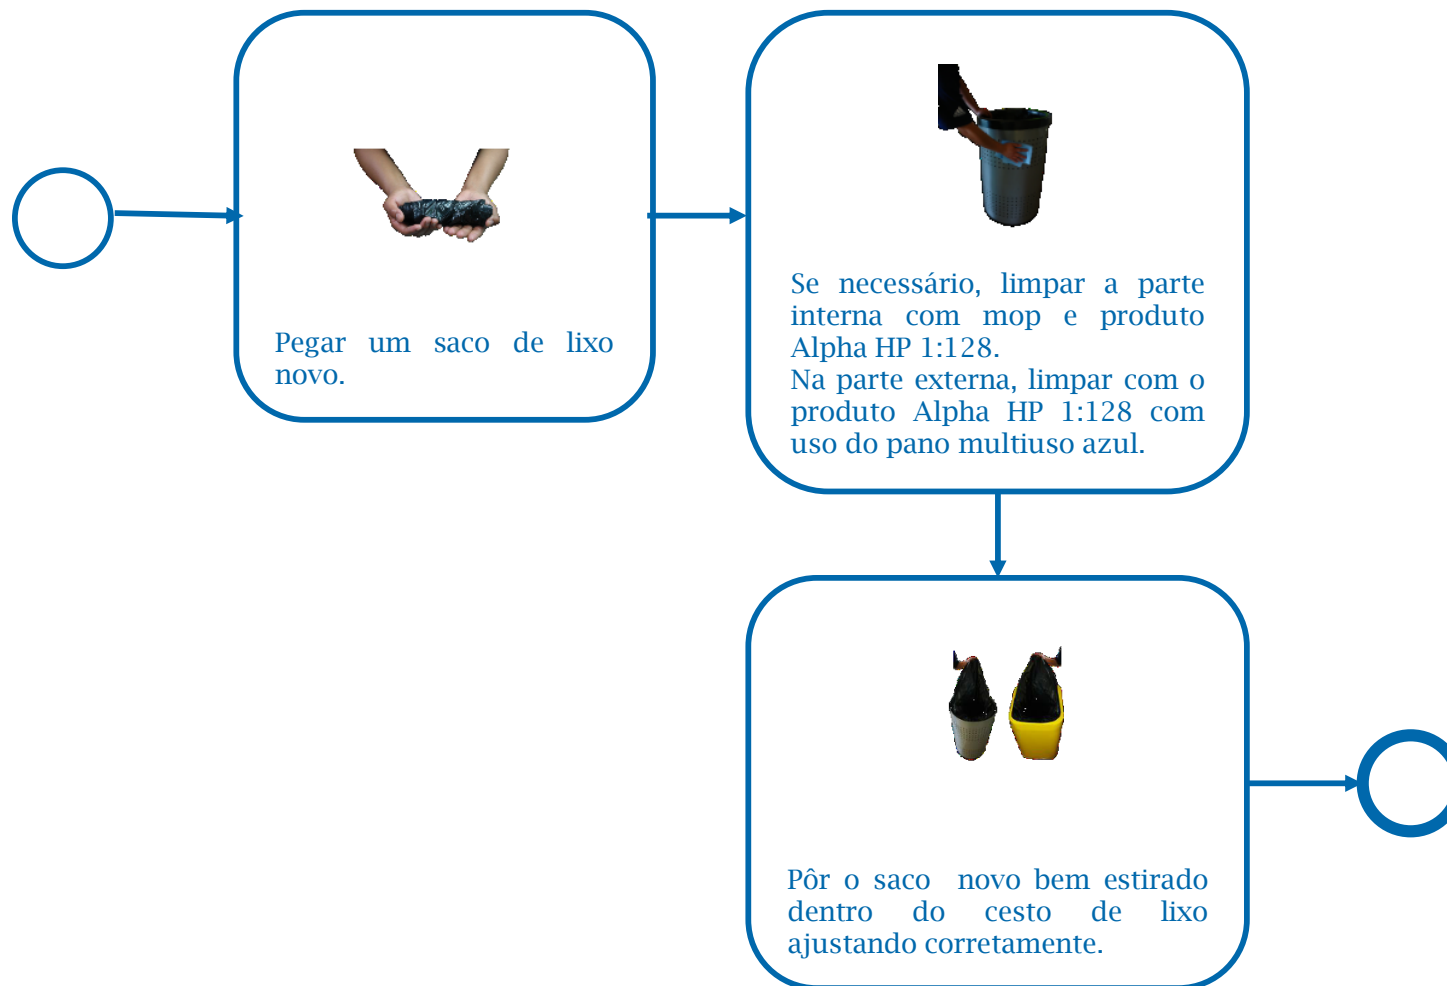 Pegar um saco de lixo
novo.
Se necessário, limpar a parte
interna com mop e produto
Alpha HP 1:128.
Na parte externa, limpar com o
produto Alpha HP 1:128 com
uso do pano multiuso azul.
Pôr o saco novo bem estirado
dentro do cesto de lixo
ajustando corretamente.